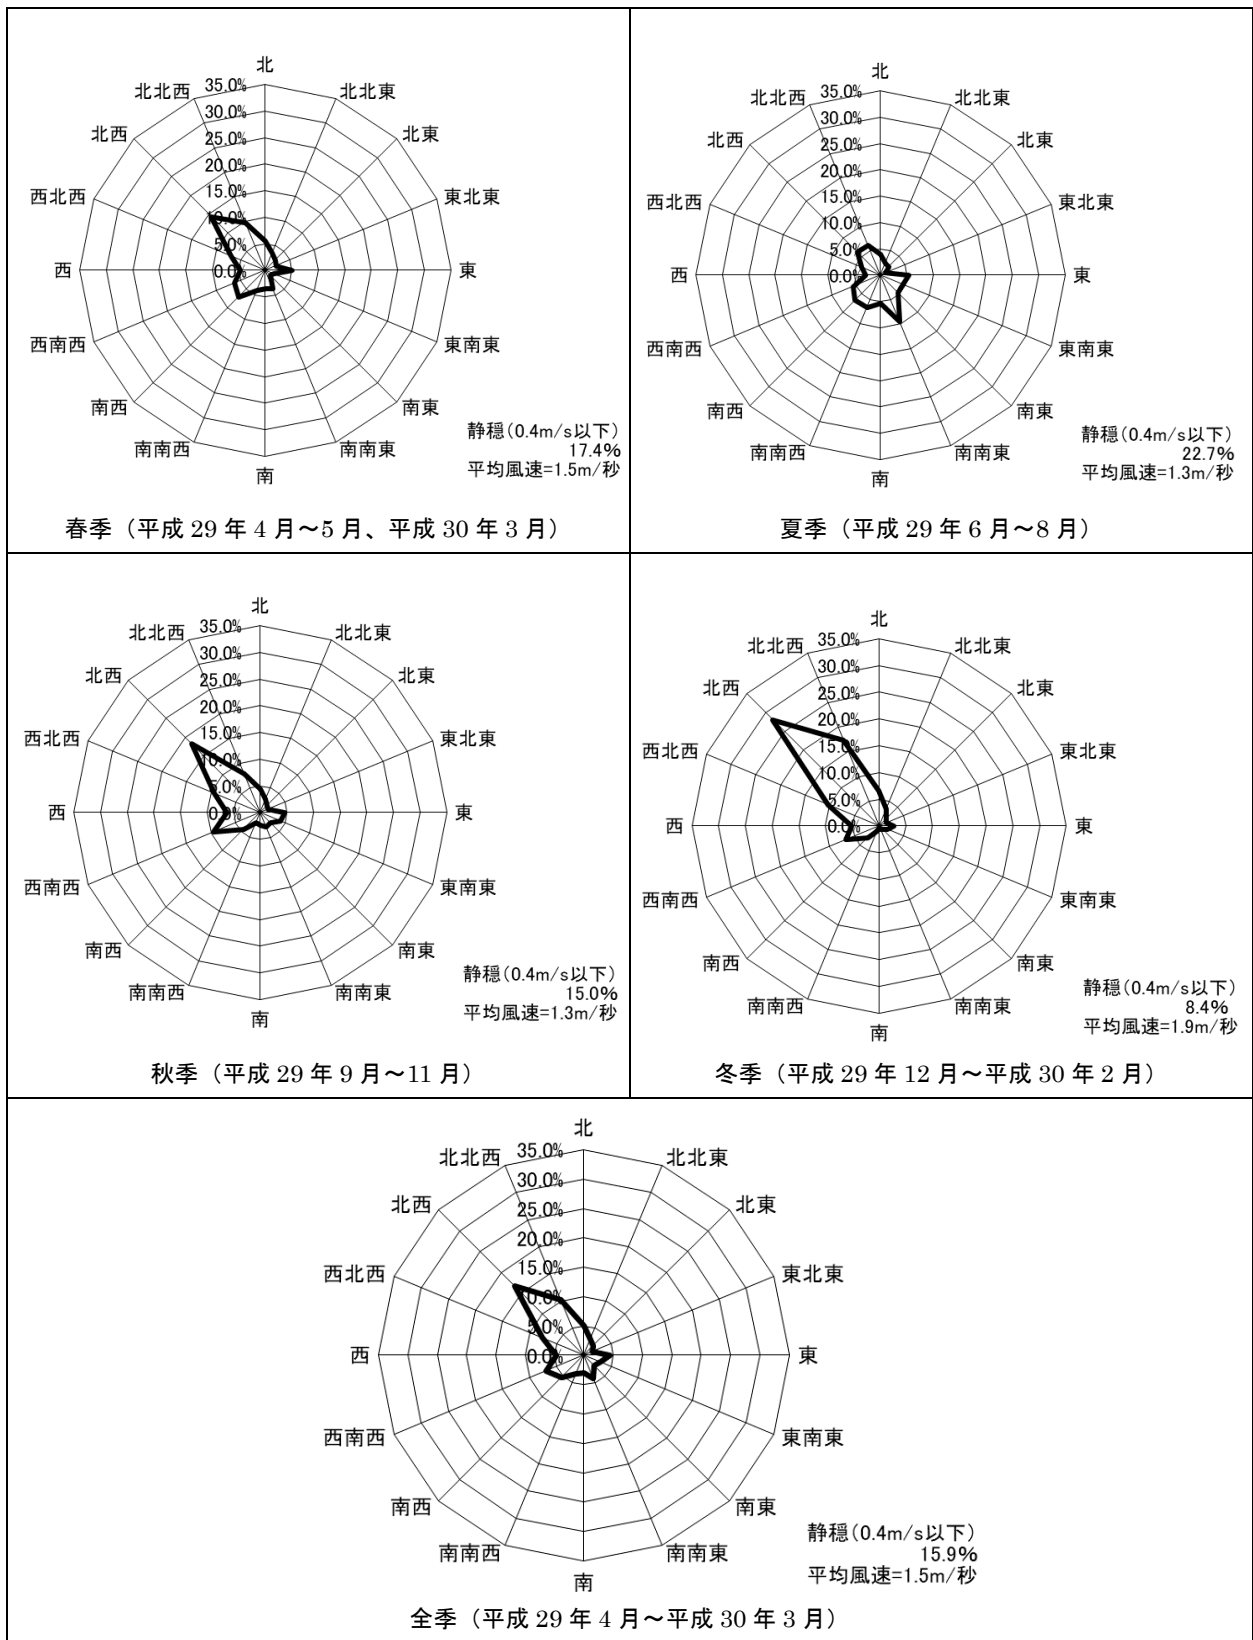 北
35.0%
北北西
北北東
30.0%
北西
北東
25.0%
20.0%
西北西
東北東
15.0%
10.0%
5.0%
西
0.0%
東
西南西
東南東
南西
南東
南南西
南南東
南
静穏(0.4m/s以下)
17.4%
平均風速=1.5m/秒
春季（平成 29 年 4 月～5 月、平成 30 年 3 月）
北
35.0%
北北西
北北東
30.0%
北西
北東
25.0%
20.0%
西北西
東北東
15.0%
10.0%
5.0%
西
0.0%
東
西南西
東南東
南西
南東
南南西
南南東
南
静穏(0.4m/s以下)
22.7%
平均風速=1.3m/秒
夏季（平成 29 年 6 月～8 月）
北
35.0%
北北西
北北東
30.0%
北西
北東
25.0%
20.0%
西北西
東北東
15.0%
10.0%
5.0%
西
0.0%
東
西南西
東南東
南西
南東
南南西
南南東
南
静穏(0.4m/s以下)
15.0%
平均風速=1.3m/秒
秋季（平成 29 年 9 月～11 月）
北
35.0%
北北西
北北東
30.0%
北西
北東
25.0%
20.0%
西北西
東北東
15.0%
10.0%
5.0%
西
0.0%
東
西南西
東南東
南西
南東
南南西
南南東
南
静穏(0.4m/s以下)
8.4%
平均風速=1.9m/秒
冬季（平成 29 年 12 月～平成 30 年 2 月）
北
35.0%
北北西
北北東
30.0%
北西
北東
25.0%
20.0%
西北西
東北東
15.0%
10.0%
5.0%
西
0.0%
東
西南西
東南東
南西
南東
南南西
南南東
南
静穏(0.4m/s以下)
15.9%
平均風速=1.5m/秒
全季（平成 29 年 4 月～平成 30 年 3 月）